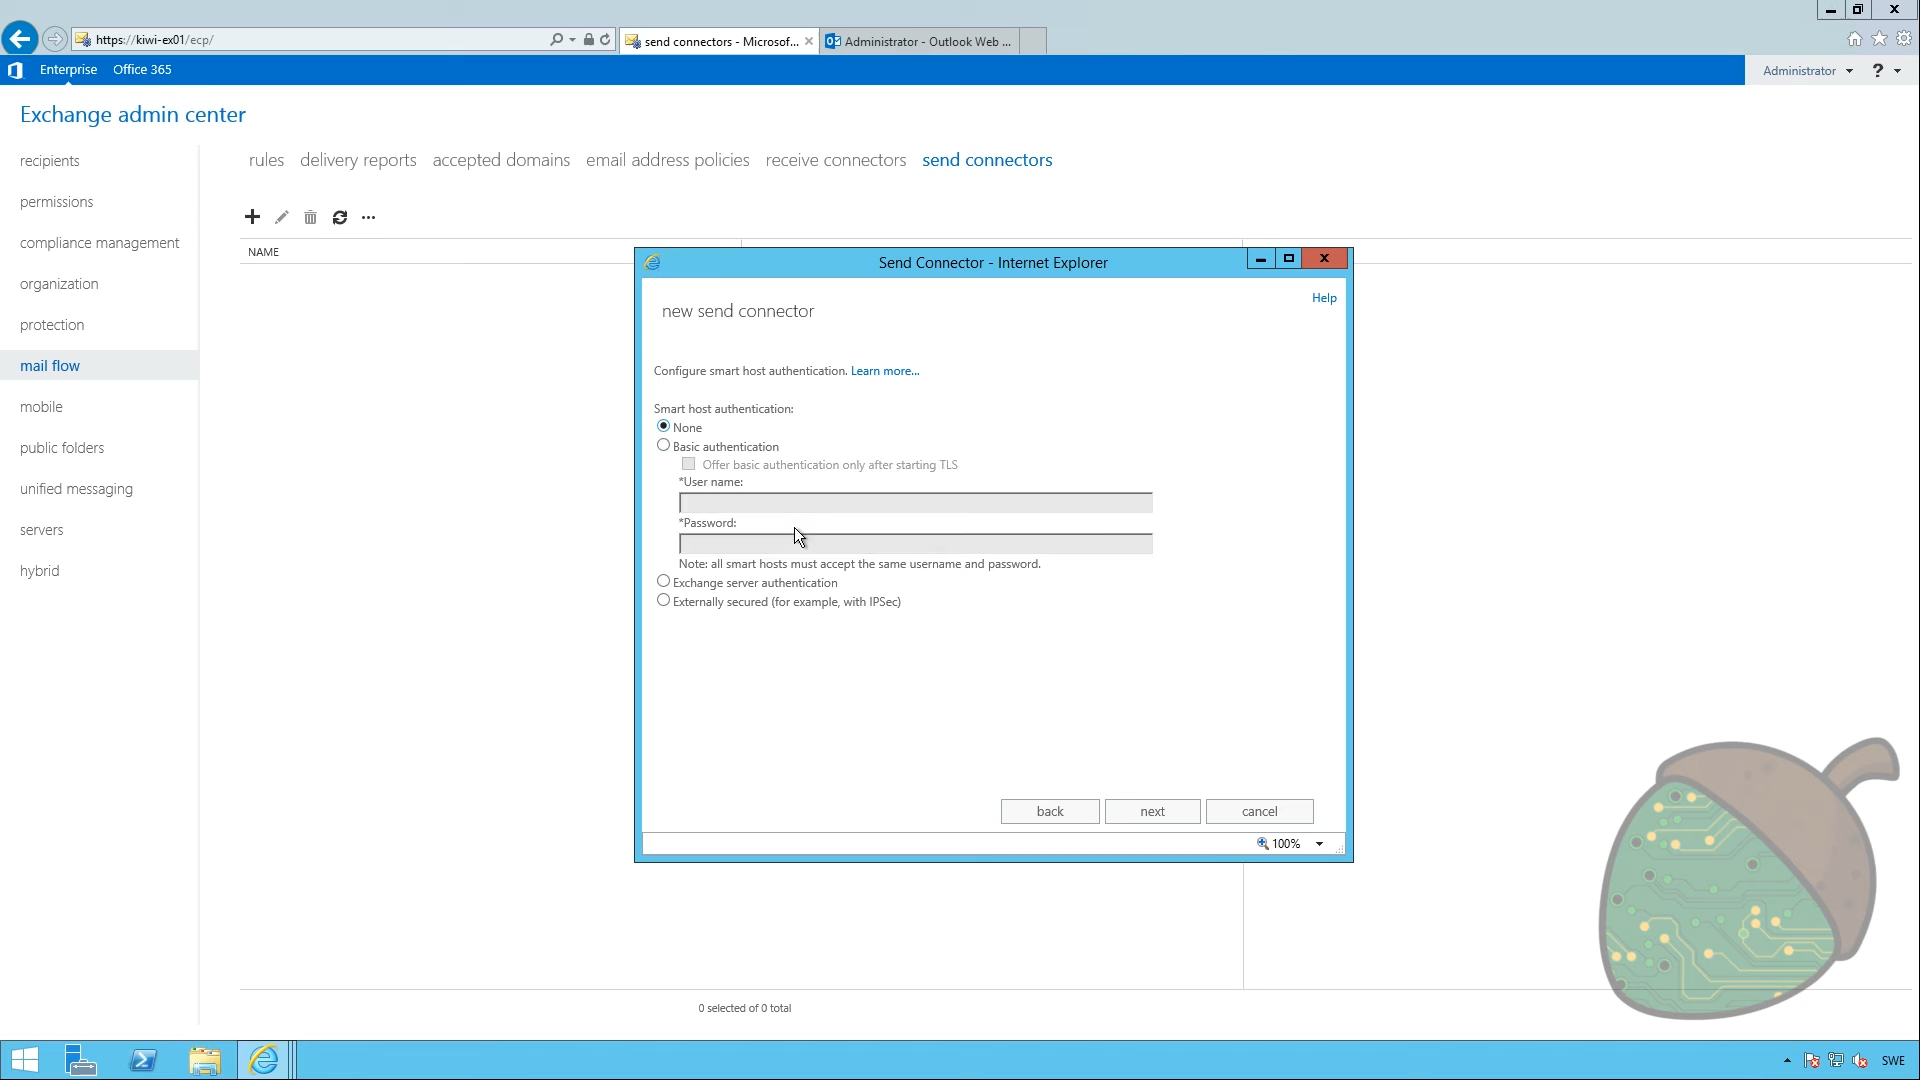 https://kiwi-ex01/ecp/
send connectors - Microsof...
Administrator - Outlook Web ...
Enterprise
Office 365
Administrator
?
Exchange admin center
recipients
permissions
compliance management
organization
protection
mail flow
mobile
public folders
unified messaging
servers
hybrid
rules
delivery reports
accepted domains
email address policies
receive connectors
send connectors
NAME
Send Connector - Internet Explorer
Help
new send connector
Configure smart host authentication. Learn more...
Smart host authentication:
None
Basic authentication
Offer basic authentication only after starting TLS
*User name:
*Password:
Note: all smart hosts must accept the same username and password.
Exchange server authentication
Externally secured (for example, with IPSec)
back
next
cancel
100%
0 selected of 0 total
SWE